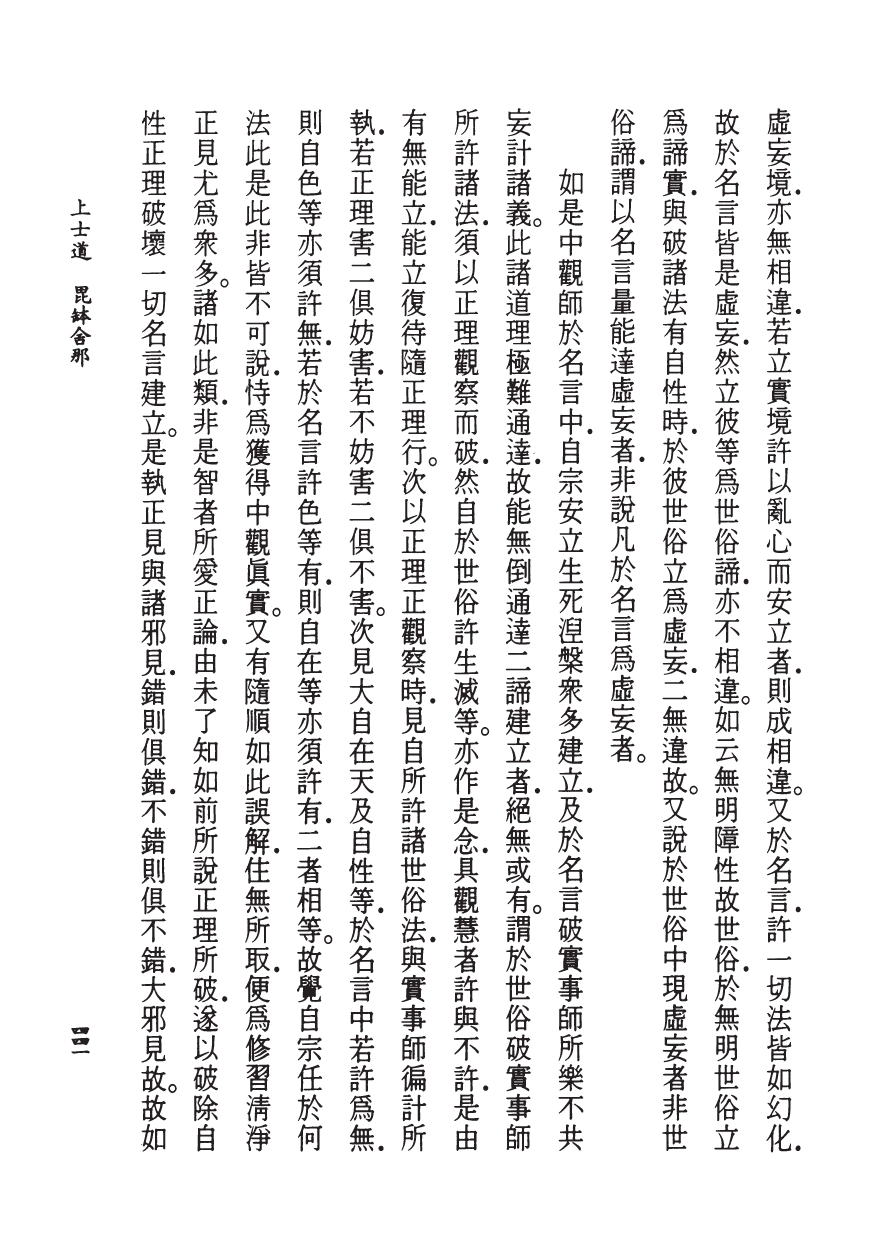 虛妄境．亦無相違．若立實境許以亂心而安立者．則成相違。又於名言．許一切法皆如幻化．
故於名言皆是虛妄．然立彼等爲世俗諦．亦不相違。如云無明障性故世俗．於無明世俗立
爲諦實．與破諸法有自性時．於彼世俗立爲虛妄．二無違故。又說於世俗中現虛妄者非世
俗諦．謂以名言量能達虛妄者．非說凡於名言爲虛妄者。
如是中觀師於名言中．自宗安立生死湼槃衆多建立．及於名言破實事師所樂不共
妄計諸義。此諸道理極難通達．故能無倒通達二諦建立者．絕無或有。謂於世俗破實事師
所許諸法．須以正理觀察而破．然自於世俗許生滅等。亦作是念．具觀慧者許與不許．是由
有無能立．能立復待隨正理行。次以正理正觀察時．見自所許諸世俗法．與實事師徧計所
執．若正理害二俱妨害．若不妨害二俱不害。次見大自在天及自性等．於名言中若許爲無．
則自色等亦須許無．若於名言許色等有．則自在等亦須許有．二者相等。故覺自宗任於何
法此是此非皆不可說．恃爲獲得中觀眞實。又有隨順如此誤解．住無所取．便爲修習淸淨
正見尤爲衆多。諸如此類．非是智者所愛正論．由未了知如前所說正理所破．遂以破除自
性正理破壞一切名言建立。是執正見與諸邪見．錯則俱錯．不錯則俱不錯．大邪見故。故如
上士道 毘鉢舍那
四四一